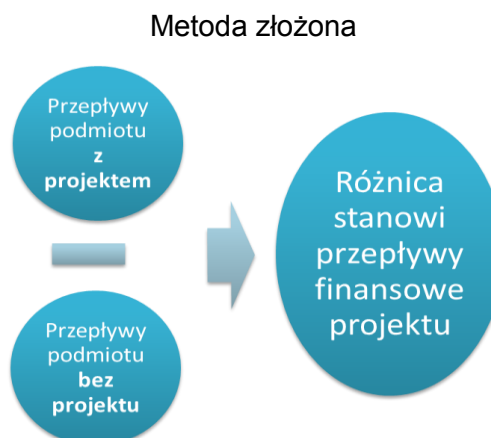 Metoda złożona
Przepływy
podmiotu
z
projektem
Przepływy
podmiotu
bez
projektu
Różnica
stanowi
przepływy
finansowe
projektu